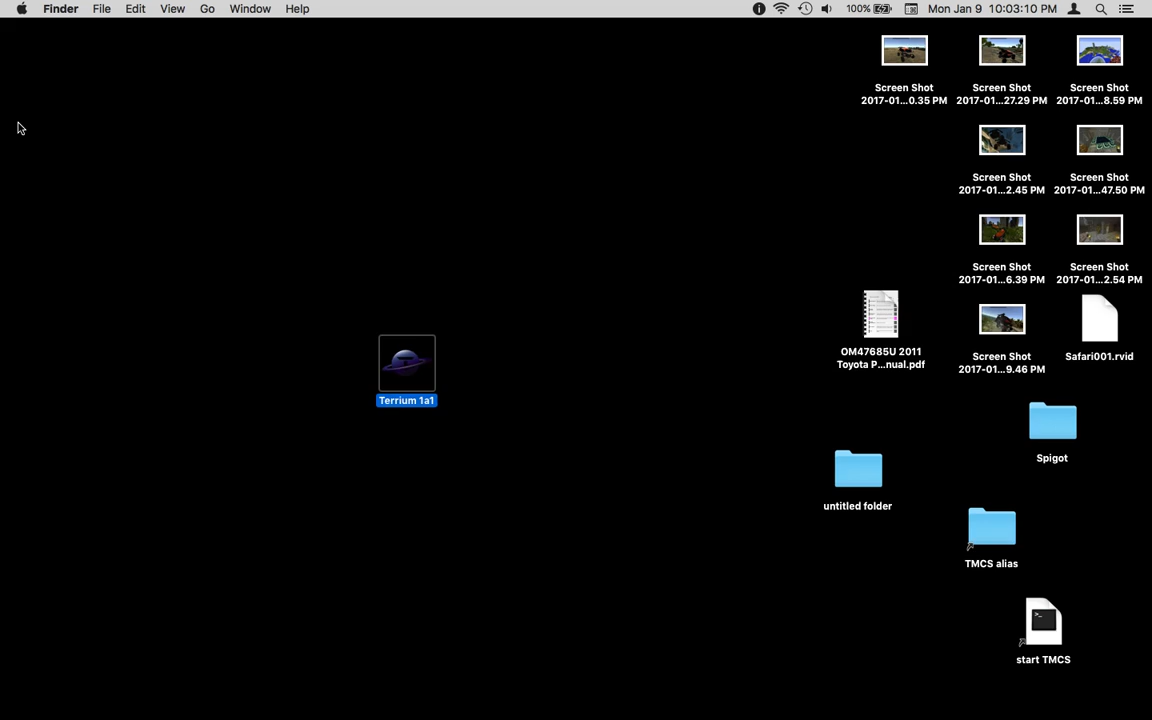 Finder File Edit View Go Window Help 100% Mon Jan 9 10:03:10 PM
Screen Shot
2017-01...0.35 PM
Screen Shot
2017-01...27.29 PM
Screen Shot
2017-01...8.59 PM
Screen Shot
2017-01...2.45 PM
Screen Shot
2017-01...47.50 PM
Screen Shot
2017-01...6.39 PM
Screen Shot
2017-01...2.54 PM
OM47685U 2011
Toyota P...nual.pdf
Screen Shot
2017-01...9.46 PM
Safari001.rvid
Terrium 1a1
Spigot
untitled folder
TMCS alias
start TMCS